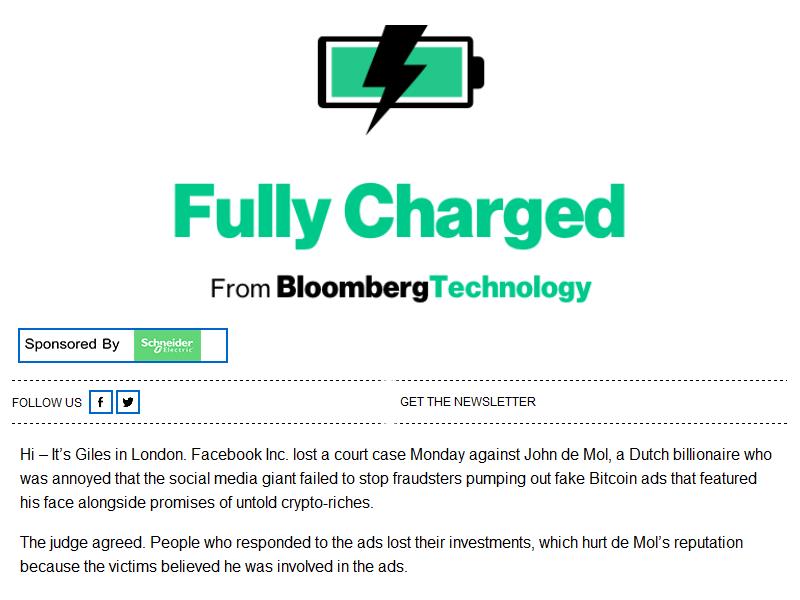 Fully Charged
From BloombergTechnology
Sponsored By Schneider Electric
FOLLOW US f GET THE NEWSLETTER
Hi – It’s Giles in London. Facebook Inc. lost a court case Monday against John de Mol, a Dutch billionaire who
was annoyed that the social media giant failed to stop fraudsters pumping out fake Bitcoin ads that featured
his face alongside promises of untold crypto-riches.
The judge agreed. People who responded to the ads lost their investments, which hurt de Mol’s reputation
because the victims believed he was involved in the ads.